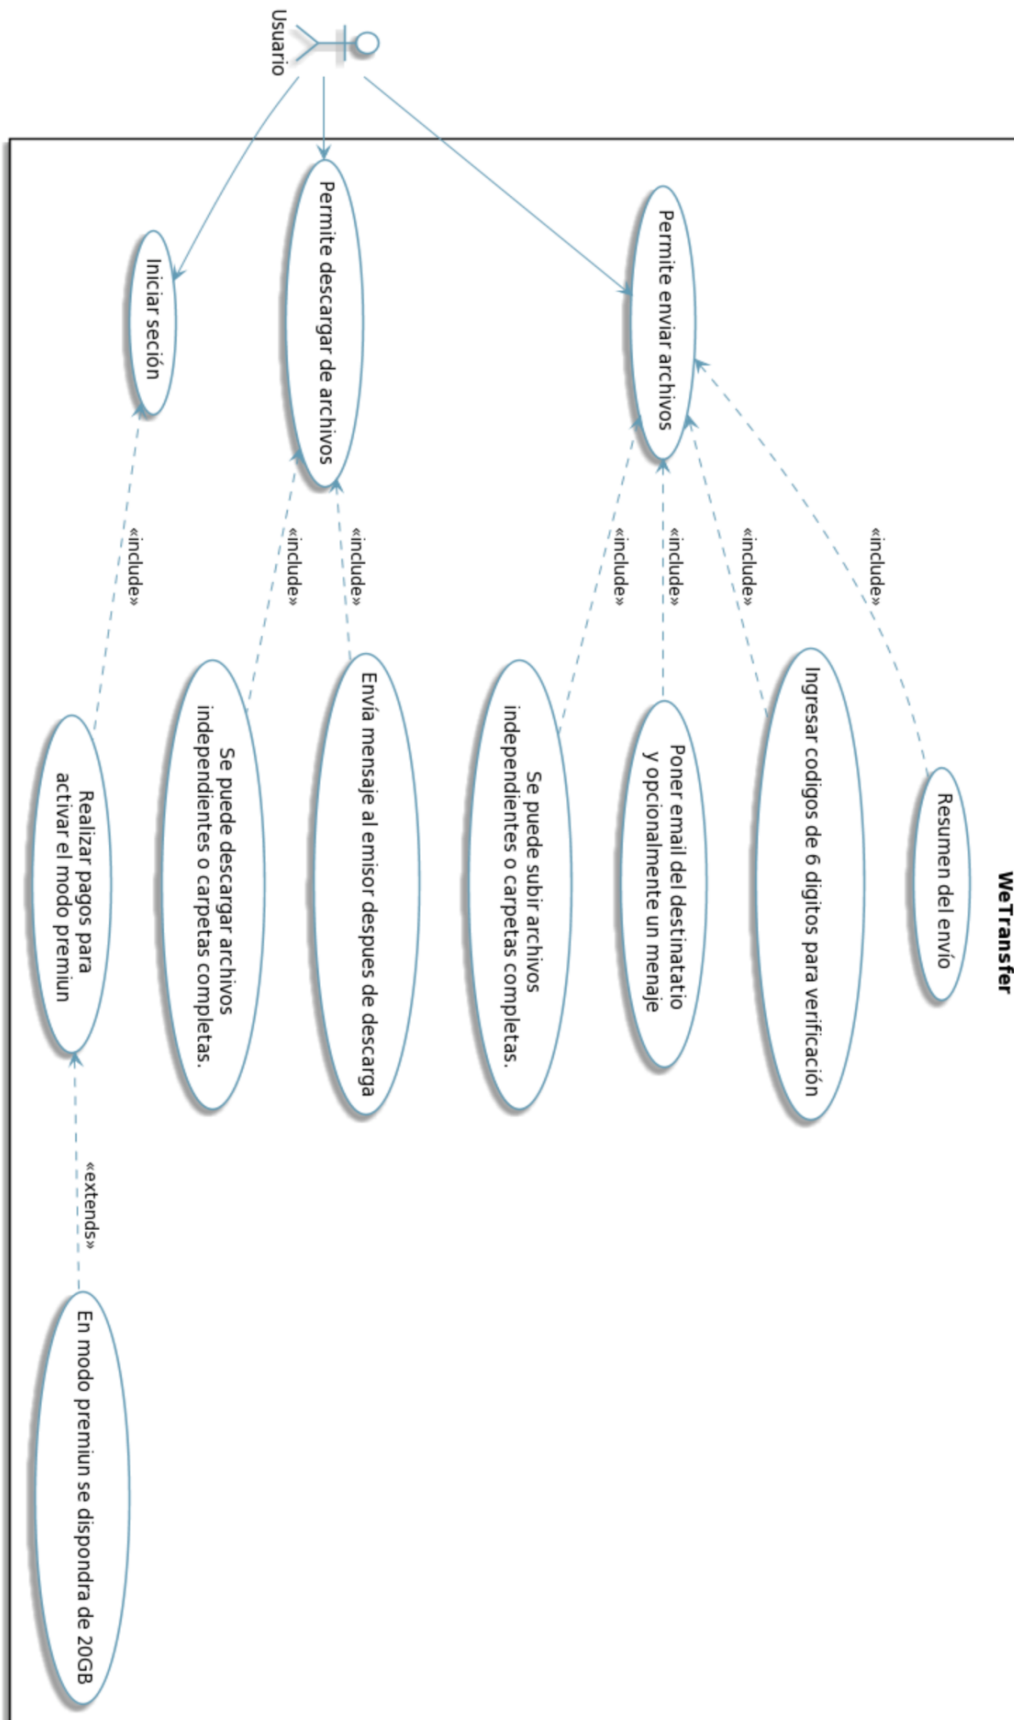 WeTransfer
Usuario
Permite enviar archivos
«include»
Resumen del envío
«include»
Ingresar codigos de 6 digitos para verificación
«include»
Poner email del destinatatio
y opcionalmente un menaje
«include»
Se puede subir archivos
independientes o carpetas completas.
Permite descargar de archivos
«include»
Envía mensaje al emisor despues de descarga
«include»
Se puede descargar archivos
independientes o carpetas completas.
Iniciar seción
«include»
Realizar pagos para
activar el modo premiun
«extends»
En modo premiun se dispondra de 20GB